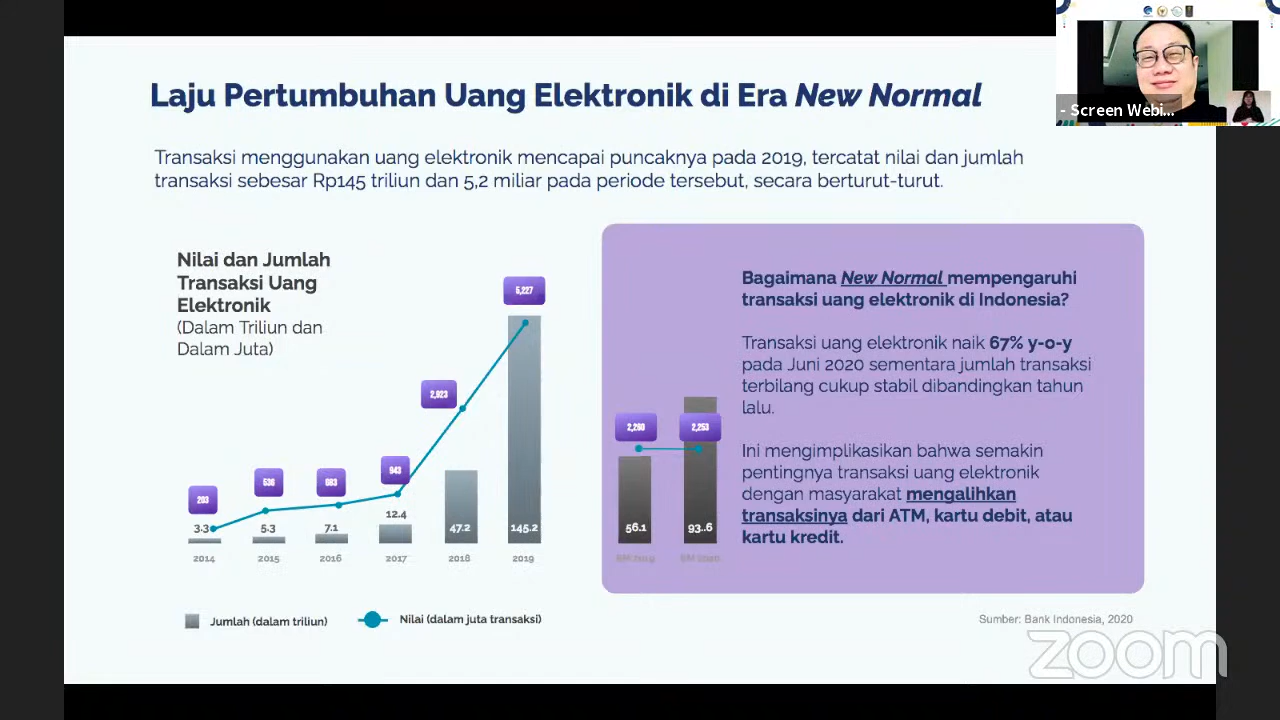 Laju Pertumbuhan Uang Elektronik di Era New Normal
- Screen Webi...
Transaksi menggunakan uang elektronik mencapai puncaknya pada 2019, tercatat nilai dan jumlah
transaksi sebesar Rp145 triliun dan 5,2 miliar pada periode tersebut, secara berturut-turut.
Nilai dan Jumlah
Transaksi Uang
Elektronik
(Dalam Triliun dan
Dalam Juta)
5,227
2,923
943
683
536
203
3.3
5.3
7.1
12.4
47.2
145.2
2014
2015
2016
2017
2018
2019
Jumlah (dalam triliun)
Nilai (dalam juta transaksi)
2,253
56.1
93..6
6M 2019
6M 2020
Bagaimana New Normal mempengaruhi
transaksi uang elektronik di Indonesia?
Transaksi uang elektronik naik 67% y-o-y
pada Juni 2020 sementara jumlah transaksi
terbilang cukup stabil dibandingkan tahun
lalu.
Ini mengimplikasikan bahwa semakin
pentingnya transaksi uang elektronik
dengan masyarakat mengalihkan
transaksinya dari ATM, kartu debit, atau
kartu kredit.
Sumber: Bank Indonesia, 2020
zoom